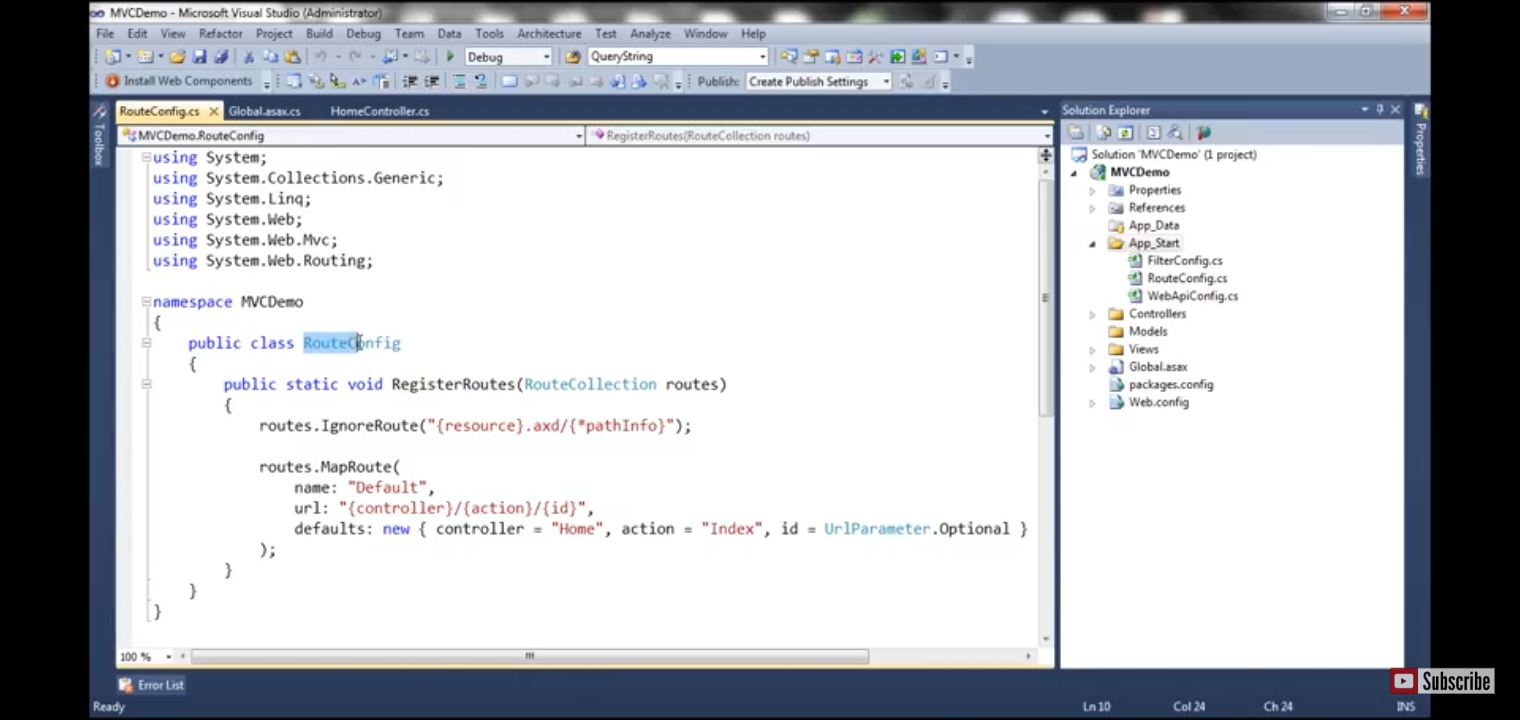 MVCDemo - Microsoft Visual Studio (Administrator)
File Edit View Refactor Project Build Debug Team Data Tools Architecture Test Analyze Window Help
Debug QueryString
Install Web Components Publish: Create Publish Settings
RouteConfig.cs Global.asax.cs HomeController.cs
MVCDemo.RouteConfig RegisterRoutes(RouteCollection routes)
Toolbox
using System;
using System.Collections.Generic;
using System.Linq;
using System.Web;
using System.Web.Mvc;
using System.Web.Routing;
namespace MVCDemo
{
public class RouteConfig
{
public static void RegisterRoutes(RouteCollection routes)
{
routes.IgnoreRoute("{resource}.axd/{*pathInfo}");
routes.MapRoute(
name: "Default",
url: "{controller}/{action}/{id}",
defaults: new { controller = "Home", action = "Index", id = UrlParameter.Optional }
);
}
}
}
100 %
Solution Explorer
Solution 'MVCDemo' (1 project)
MVCDemo
Properties
References
App_Data
App_Start
FilterConfig.cs
RouteConfig.cs
WebApiConfig.cs
Controllers
Models
Views
Global.asax
packages.config
Web.config
Properties
Error List
Subscribe
Ready Ln 10 Col 24 Ch 24 INS